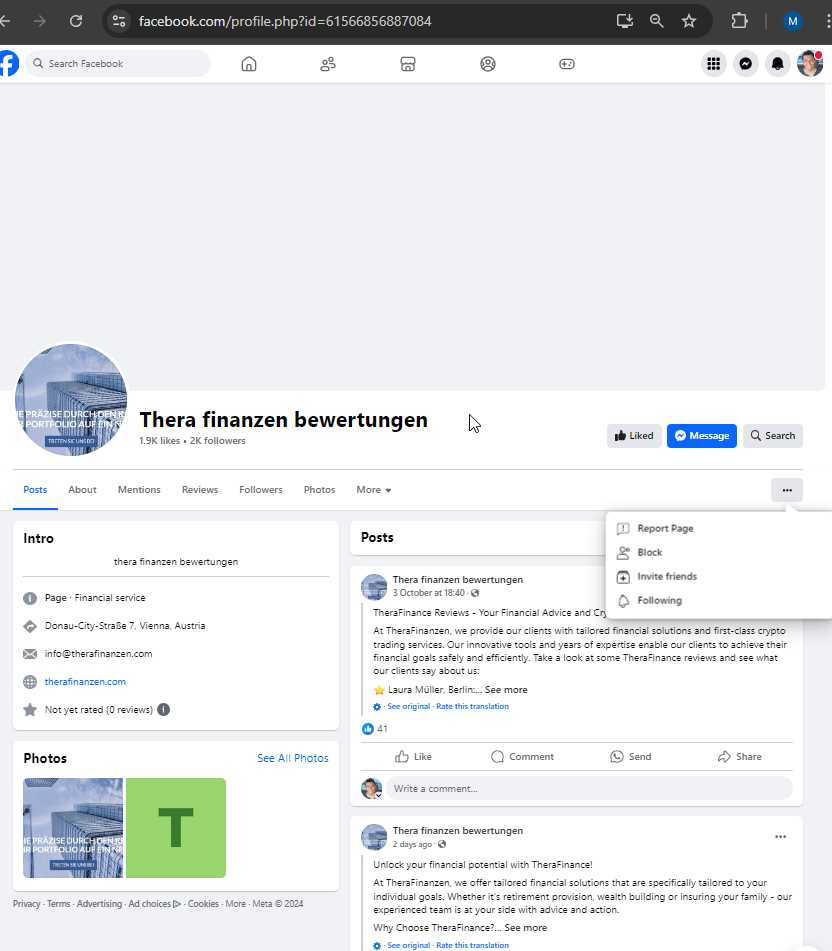 facebook.com/profile.php?id=61566856887084
M
Search Facebook
E PRÄZISE DURCH DEN
PORTFOLIO AUF EIN
TRETEN SIE UNS BEI
Thera finanzen bewertungen
1.9K likes • 2K followers
Liked
Message
Search
Posts
About
Mentions
Reviews
Followers
Photos
More
Report Page
Block
Invite friends
Following
Intro
thera finanzen bewertungen
Page · Financial service
Donau-City-Straße 7, Vienna, Austria
info@therafinanzen.com
therafinanzen.com
Not yet rated (0 reviews)
Photos
See All Photos
E PRÄZISE DURCH DEN
PORTFOLIO AUF EIN
T
Privacy · Terms · Advertising · Ad choices · Cookies · More · Meta © 2024
Posts
Thera finanzen bewertungen
3 October at 18:40 ·
TheraFinance Reviews - Your Financial Advice and Cry
At TheraFinanzen, we provide our clients with tailored financial solutions and first-class crypto
trading services. Our innovative tools and years of expertise enable our clients to achieve their
financial goals safely and efficiently. Take a look at some TheraFinance reviews and see what
our clients say about us:
⭐ Laura Müller, Berlin:... See more
· See original · Rate this translation
41
Like
Comment
Send
Share
Write a comment...
Thera finanzen bewertungen
2 days ago ·
Unlock your financial potential with TheraFinance!
At TheraFinanzen, we offer tailored financial solutions that are specifically tailored to your
individual goals. Whether it's retirement provision, wealth building or insuring your family - our
experienced team is at your side with advice and action.
Why Choose TheraFinance?... See more
· See original · Rate this translation